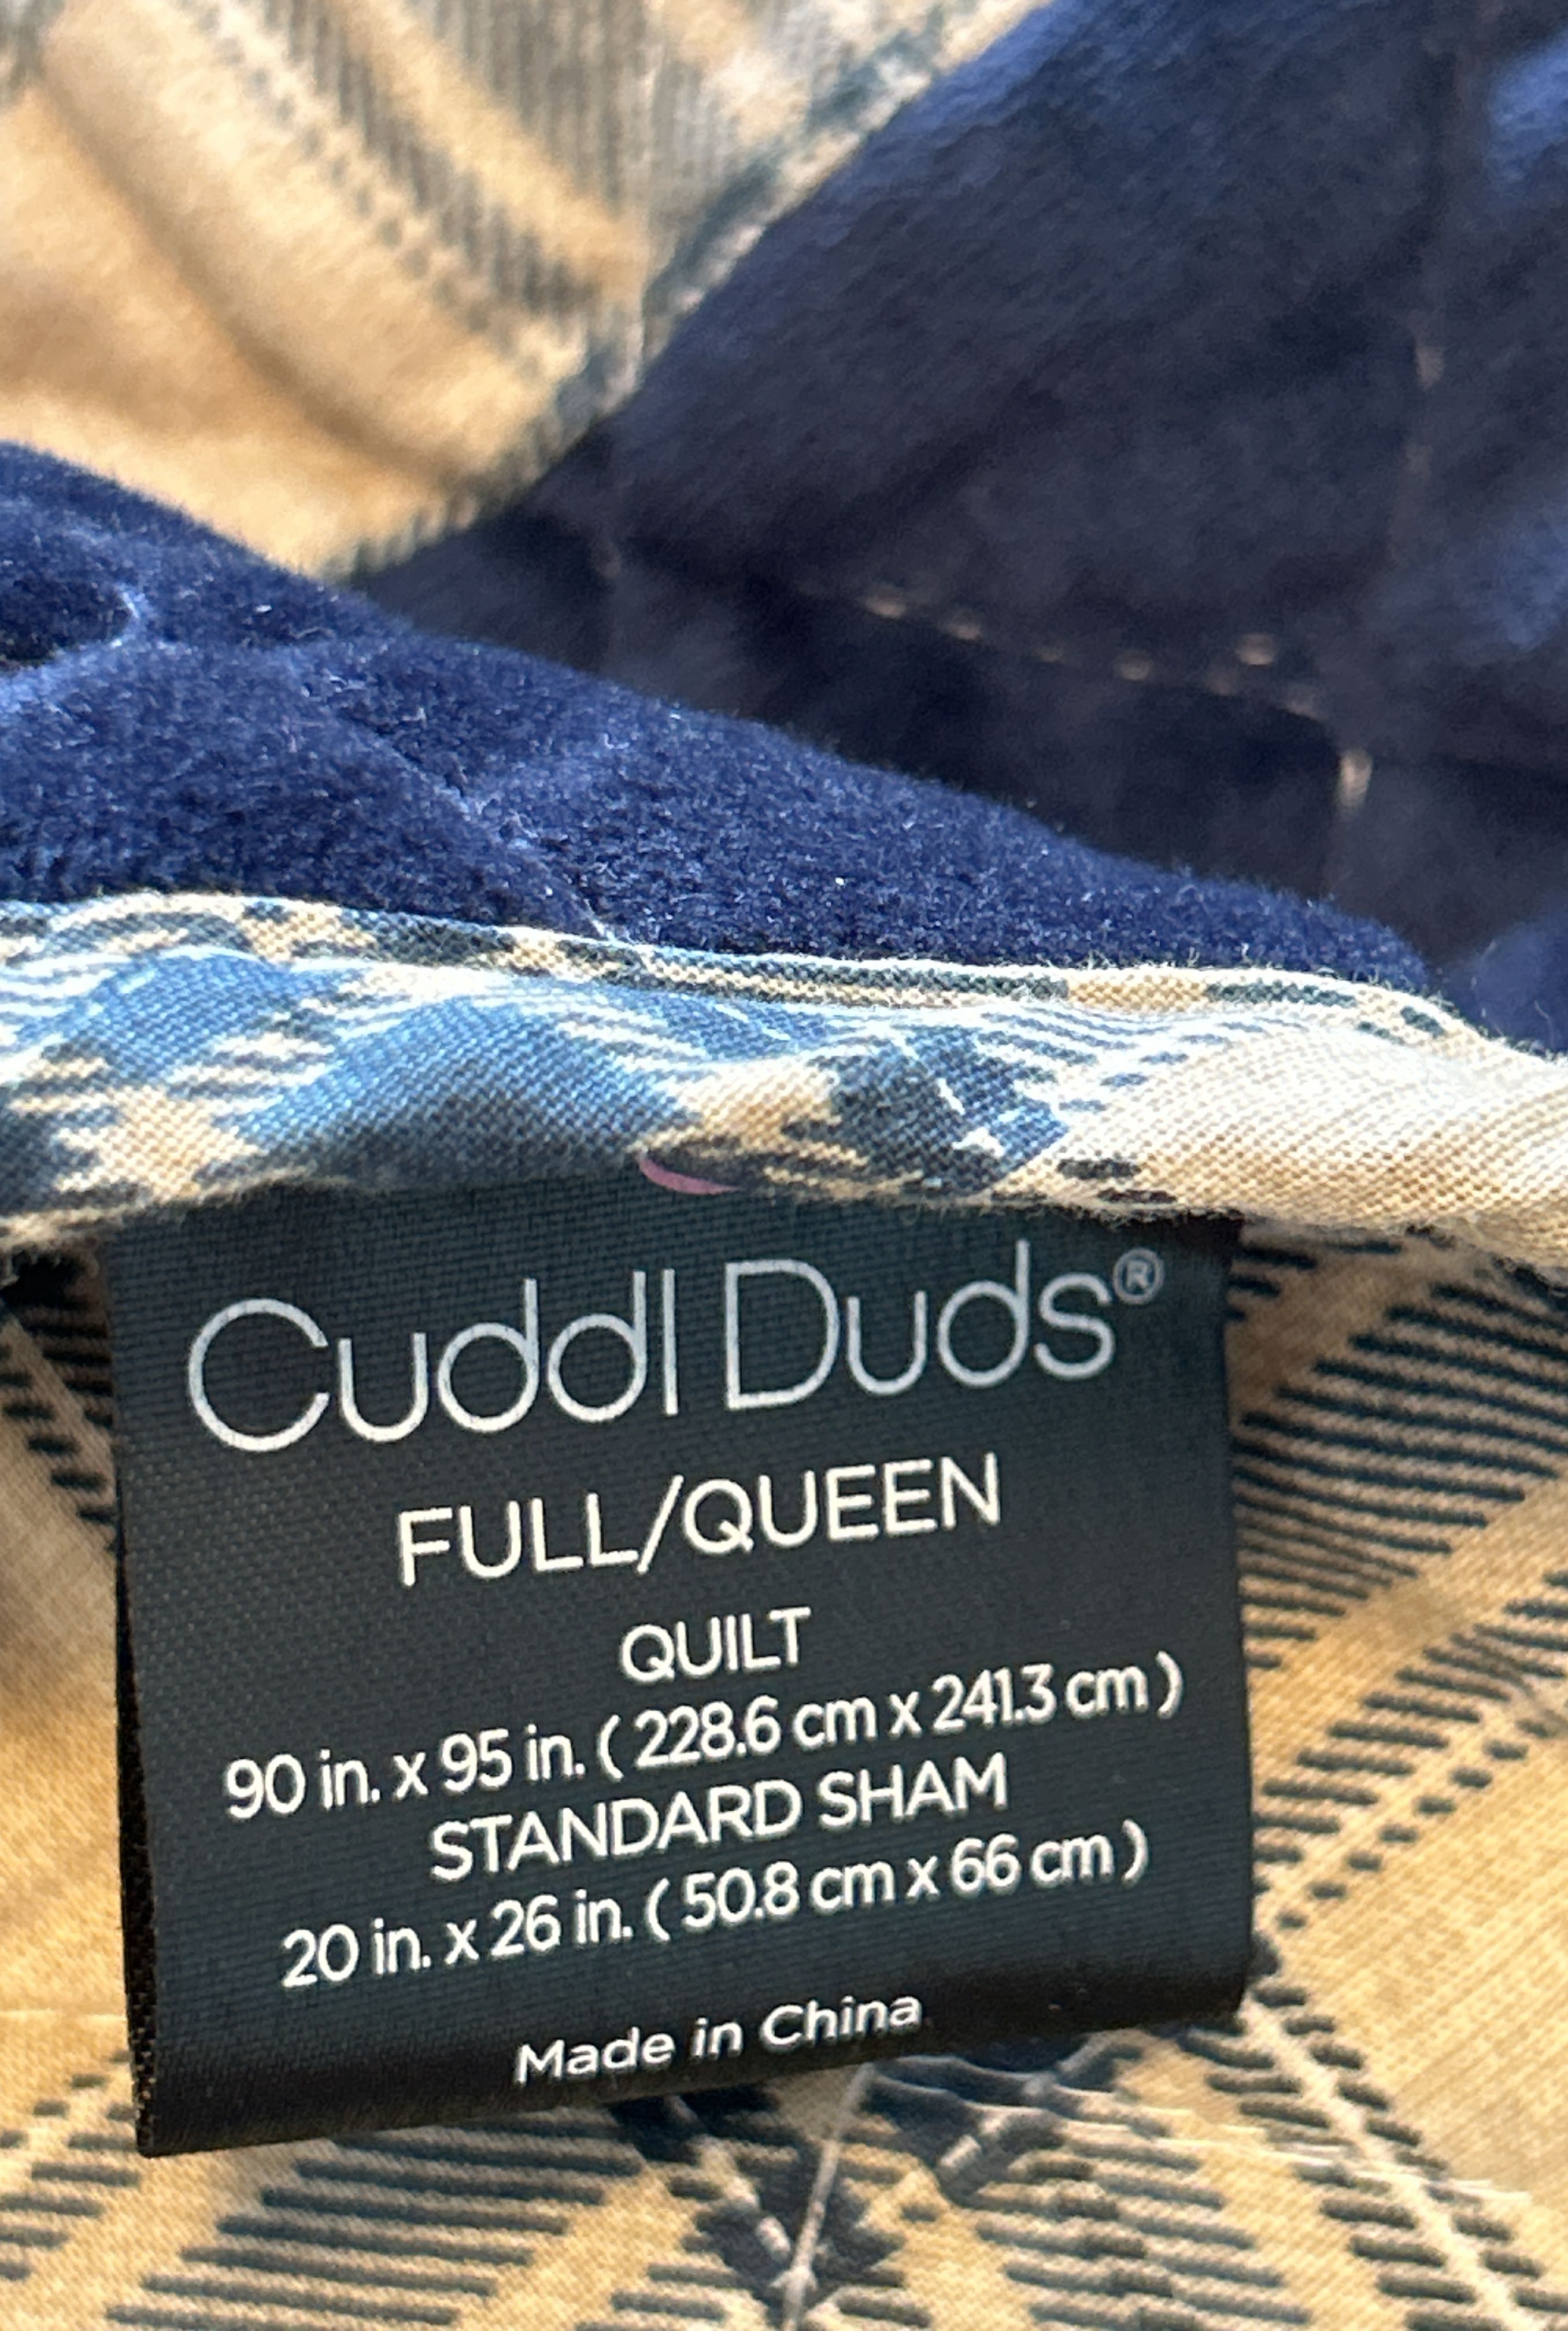 Cuddl Duds®
FULL/QUEEN
QUILT
90 in. x 95 in. ( 228.6 cm x 241.3 cm )
STANDARD SHAM
20 in. x 26 in. ( 50.8 cm x 66 cm )
Made in China